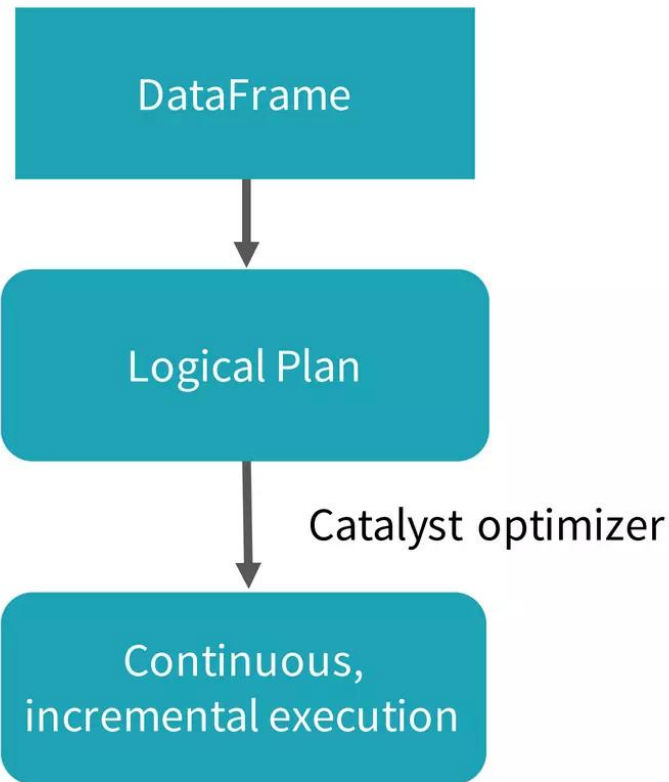 DataFrame
Logical Plan
Catalyst optimizer
Continuous,
incremental execution